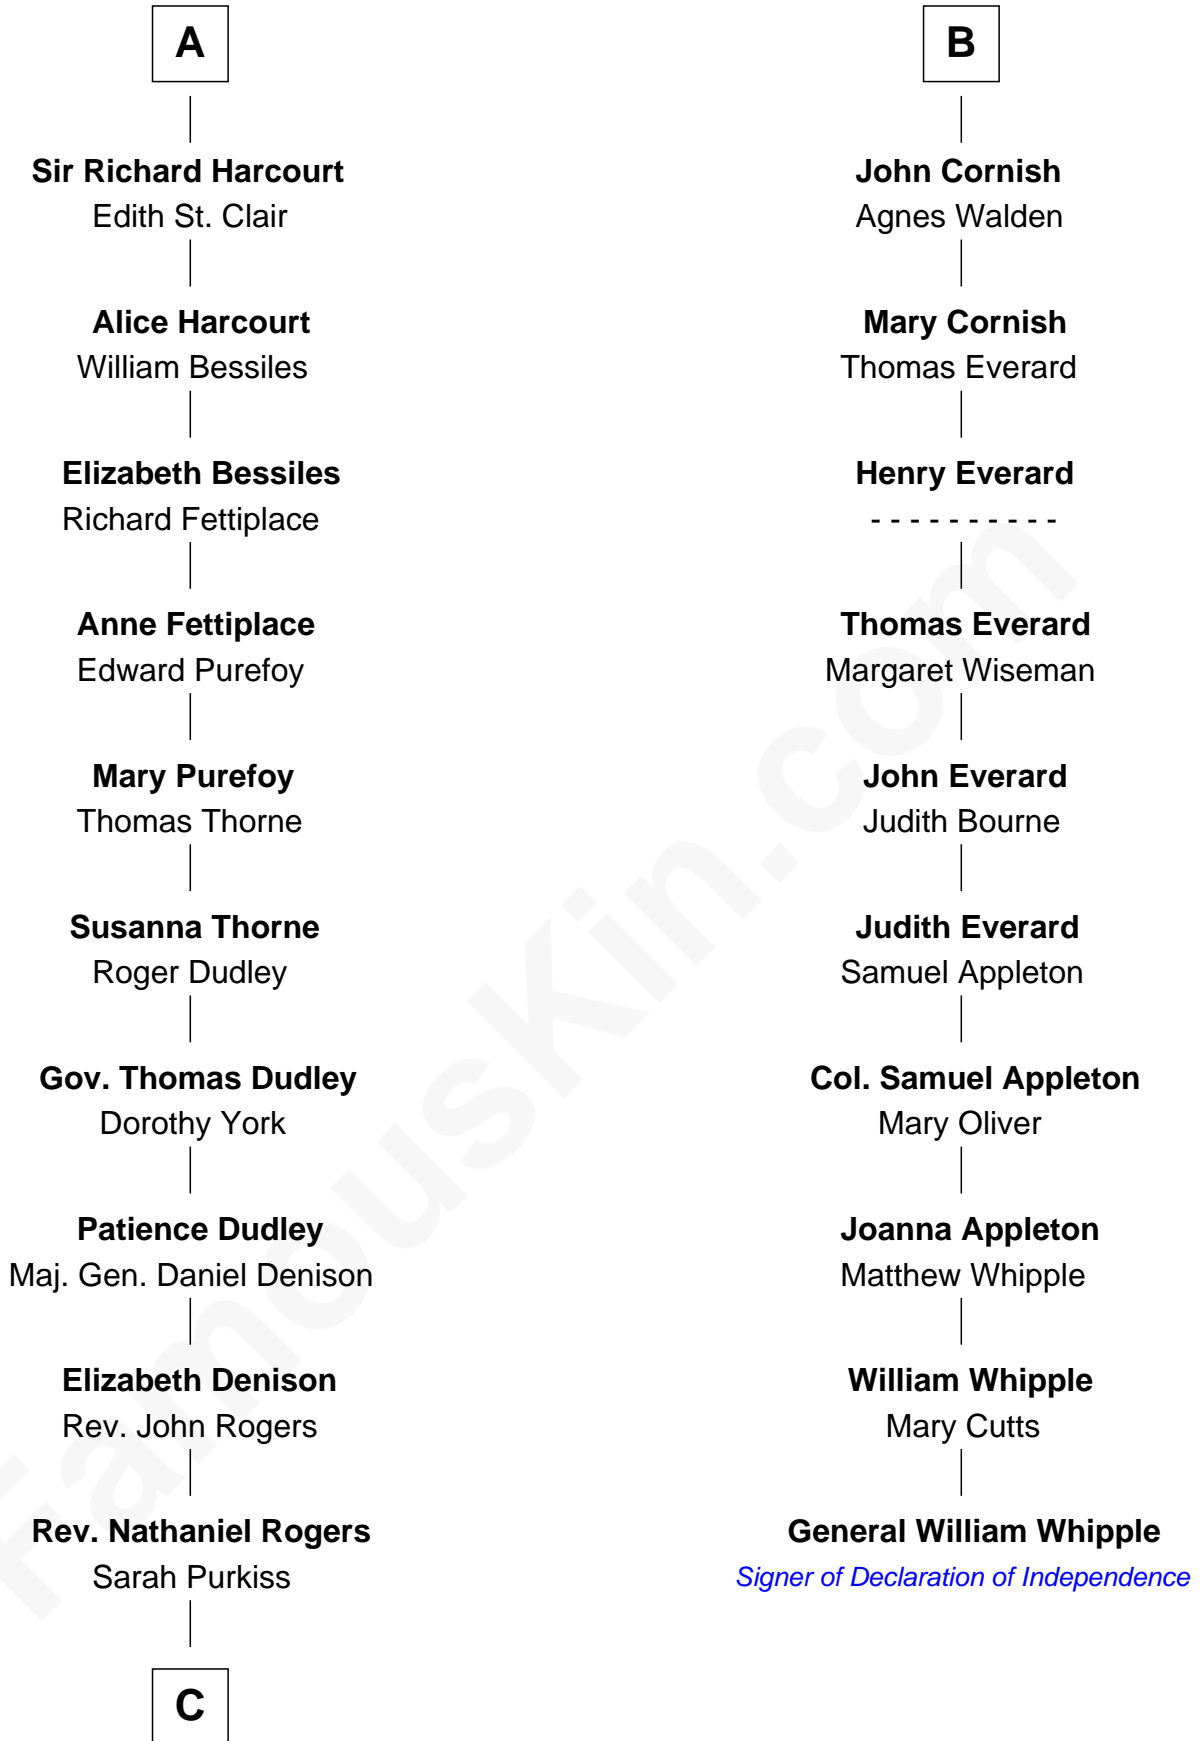 A
Sir Richard Harcourt
Edith St. Clair
Alice Harcourt
William Bessiles
Elizabeth Bessiles
Richard Fettiplace
Anne Fettiplace
Edward Purefoy
Mary Purefoy
Thomas Thorne
Susanna Thorne
Roger Dudley
Gov. Thomas Dudley
Dorothy York
Patience Dudley
Maj. Gen. Daniel Denison
Elizabeth Denison
Rev. John Rogers
Rev. Nathaniel Rogers
Sarah Purkiss
C
B
John Cornish
Agnes Walden
Mary Cornish
Thomas Everard
Henry Everard
- - - - - - - - - -
Thomas Everard
Margaret Wiseman
John Everard
Judith Bourne
Judith Everard
Samuel Appleton
Col. Samuel Appleton
Mary Oliver
Joanna Appleton
Matthew Whipple
William Whipple
Mary Cutts
General William Whipple
Signer of Declaration of Independence
FamousKin.com